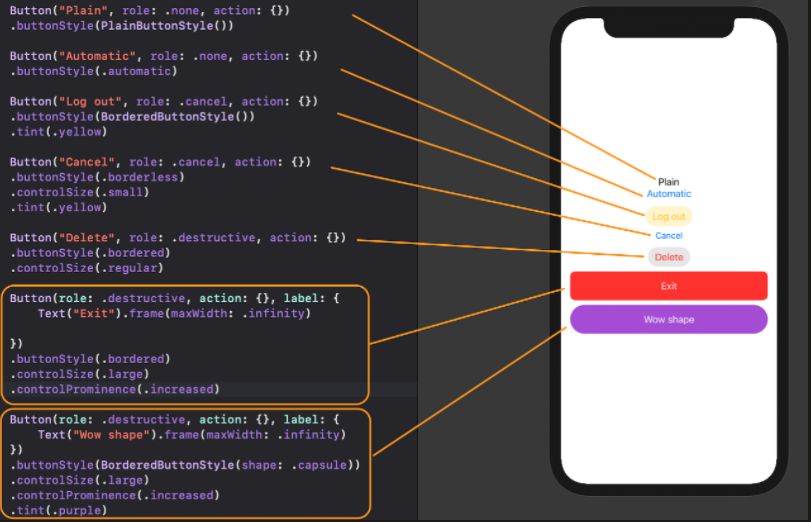 Button("Plain", role: .none, action: {})
.buttonStyle(PlainButtonStyle())
Button("Automatic", role: .none, action: {})
.buttonStyle(.automatic)
Button("Log out", role: .cancel, action: {})
.buttonStyle(BorderedButtonStyle())
.tint(.yellow)
Button("Cancel", role: .cancel, action: {})
.buttonStyle(.borderless)
.controlSize(.small)
.tint(.yellow)
Button("Delete", role: .destructive, action: {})
.buttonStyle(.bordered)
.controlSize(.regular)
Button(role: .destructive, action: {}, label: {
    Text("Exit").frame(maxWidth: .infinity)
})
.buttonStyle(.bordered)
.controlSize(.large)
.controlProminence(.increased)
Button(role: .destructive, action: {}, label: {
    Text("Wow shape").frame(maxWidth: .infinity)
})
.buttonStyle(BorderedButtonStyle(shape: .capsule))
.controlSize(.large)
.controlProminence(.increased)
.tint(.purple)
Plain
Automatic
Log out
Cancel
Delete
Exit
Wow shape